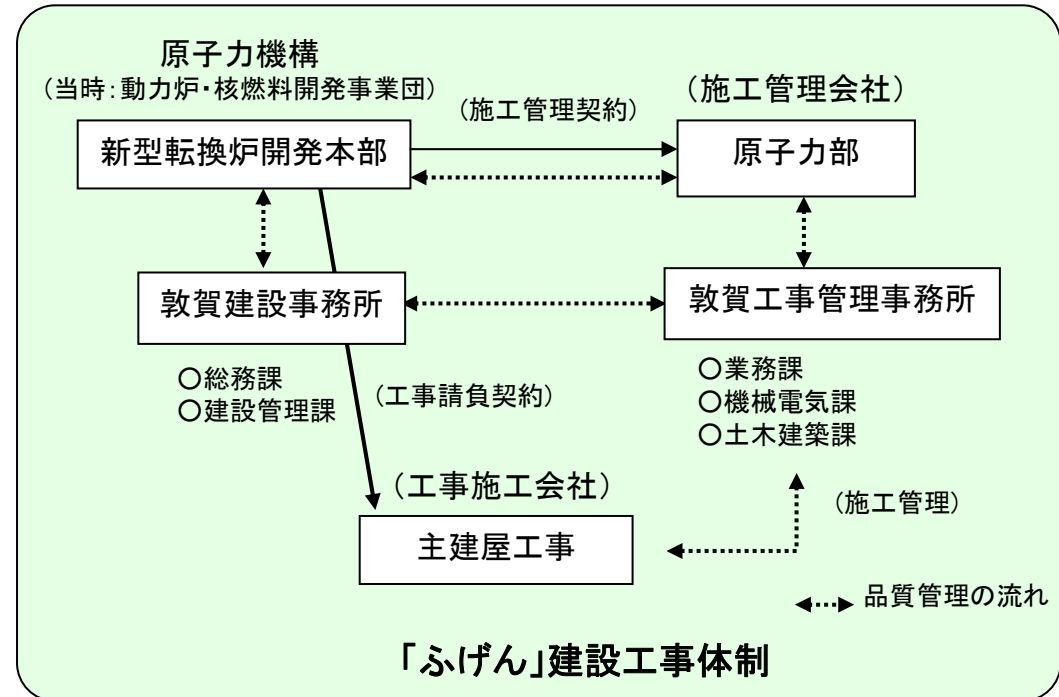 原子力機構
（当時：動力炉・核燃料開発事業団）
（施工管理契約）
（施工管理会社）
新型転換炉開発本部
原子力部
敦賀建設事務所
敦賀工事管理事務所
○総務課
○建設管理課
（工事請負契約）
○業務課
○機械電気課
○土木建築課
（工事施工会社）
（施工管理）
主建屋工事
品質管理の流れ
「ふげん」建設工事体制